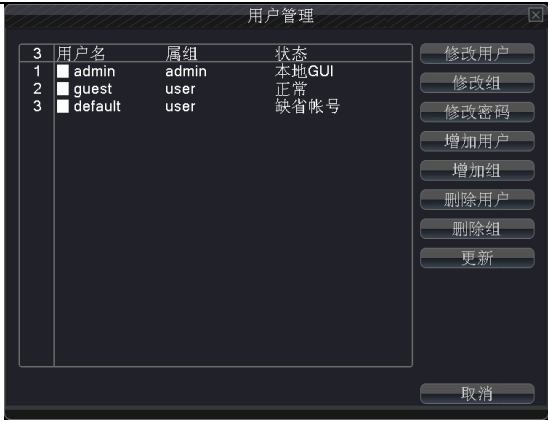 用户管理
3 用户名 属组 状态
1 admin admin 本地GUI
2 guest user 正常
3 default user 缺省帐号
修改用户
修改组
修改密码
增加用户
增加组
删除用户
删除组
更新
取消